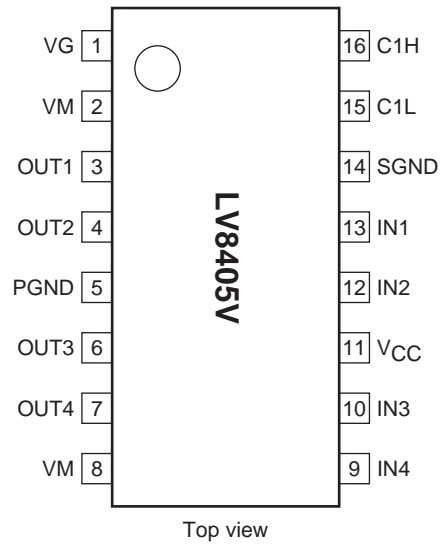 VG 1 16 C1H
VM 2 15 C1L
OUT1 3 14 SGND
OUT2 4 13 IN1
PGND 5 12 IN2
OUT3 6 11 VCC
OUT4 7 10 IN3
VM 8 9 IN4
LV8405V
Top view